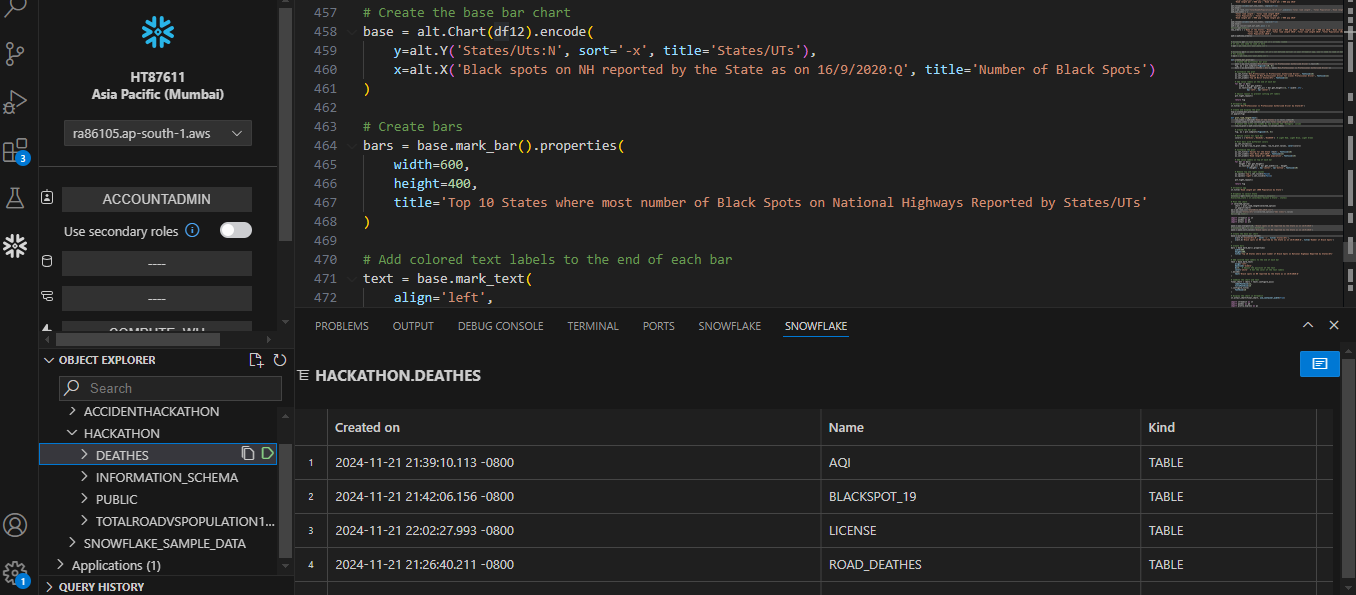 HT87611
Asia Pacific (Mumbai)
ra86105.ap-south-1.aws
3
ACCOUNTADMIN
Use secondary roles
----
----
COMPUTE_WH
OBJECT EXPLORER
Search
ACCIDENTHACKATHON
HACKATHON
DEATHES
INFORMATION_SCHEMA
PUBLIC
TOTALROADVSPOPULATION1...
SNOWFLAKE_SAMPLE_DATA
Applications (1)
QUERY HISTORY
1
457 # Create the base bar chart
458 base = alt.Chart(df12).encode(
459 y=alt.Y('States/Uts:N', sort='-x', title='States/UTs'),
460 x=alt.X('Black spots on NH reported by the State as on 16/9/2020:Q', title='Number of Black Spots')
461 )
462
463 # Create bars
464 bars = base.mark_bar().properties(
465 width=600,
466 height=400,
467 title='Top 10 States where most number of Black Spots on National Highways Reported by States/UTs'
468 )
469
470 # Add colored text labels to the end of each bar
471 text = base.mark_text(
472 align='left',
PROBLEMS OUTPUT DEBUG CONSOLE TERMINAL PORTS SNOWFLAKE SNOWFLAKE
HACKATHON.DEATHES
Created on Name Kind
1 2024-11-21 21:39:10.113 -0800 AQI TABLE
2 2024-11-21 21:42:06.156 -0800 BLACKSPOT_19 TABLE
3 2024-11-21 22:02:27.993 -0800 LICENSE TABLE
4 2024-11-21 21:26:40.211 -0800 ROAD_DEATHES TABLE